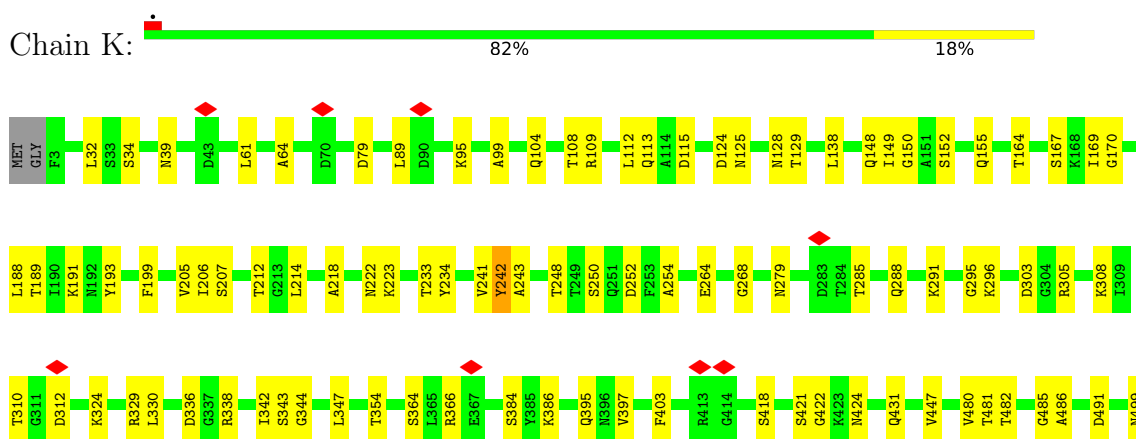 Chain K:
82% 18%
MET GLY F3 L32 S33 S34 N39 D43 L61 A64 D70 D79 L89 D90 K95 A99 Q104 T108 R109 L112 Q113 A114 D115 D124 N125 N128 T129 L138 Q148 I149 G150 A151 S152 Q155 T164 S167 K168 I169 G170
L188 T189 I190 K191 N192 Y193 F199 V205 I206 S207 T212 G213 L214 A218 N222 K223 T233 Y234 V241 Y242 A243 T248 T249 S250 Q251 D252 F253 A254 E264 G268 N279 D283 T284 T285 Q288 K291 G295 K296 D303 G304 R305 K308 I309
T310 G311 D312 K324 R329 L330 D336 G337 R338 I342 S343 G344 L347 T354 S364 L365 R366 E367 S384 Y385 K386 Q395 N396 V397 F403 R413 G414 S418 S421 G422 K423 N424 Q431 V447 V480 T481 T482 G485 A486 D491